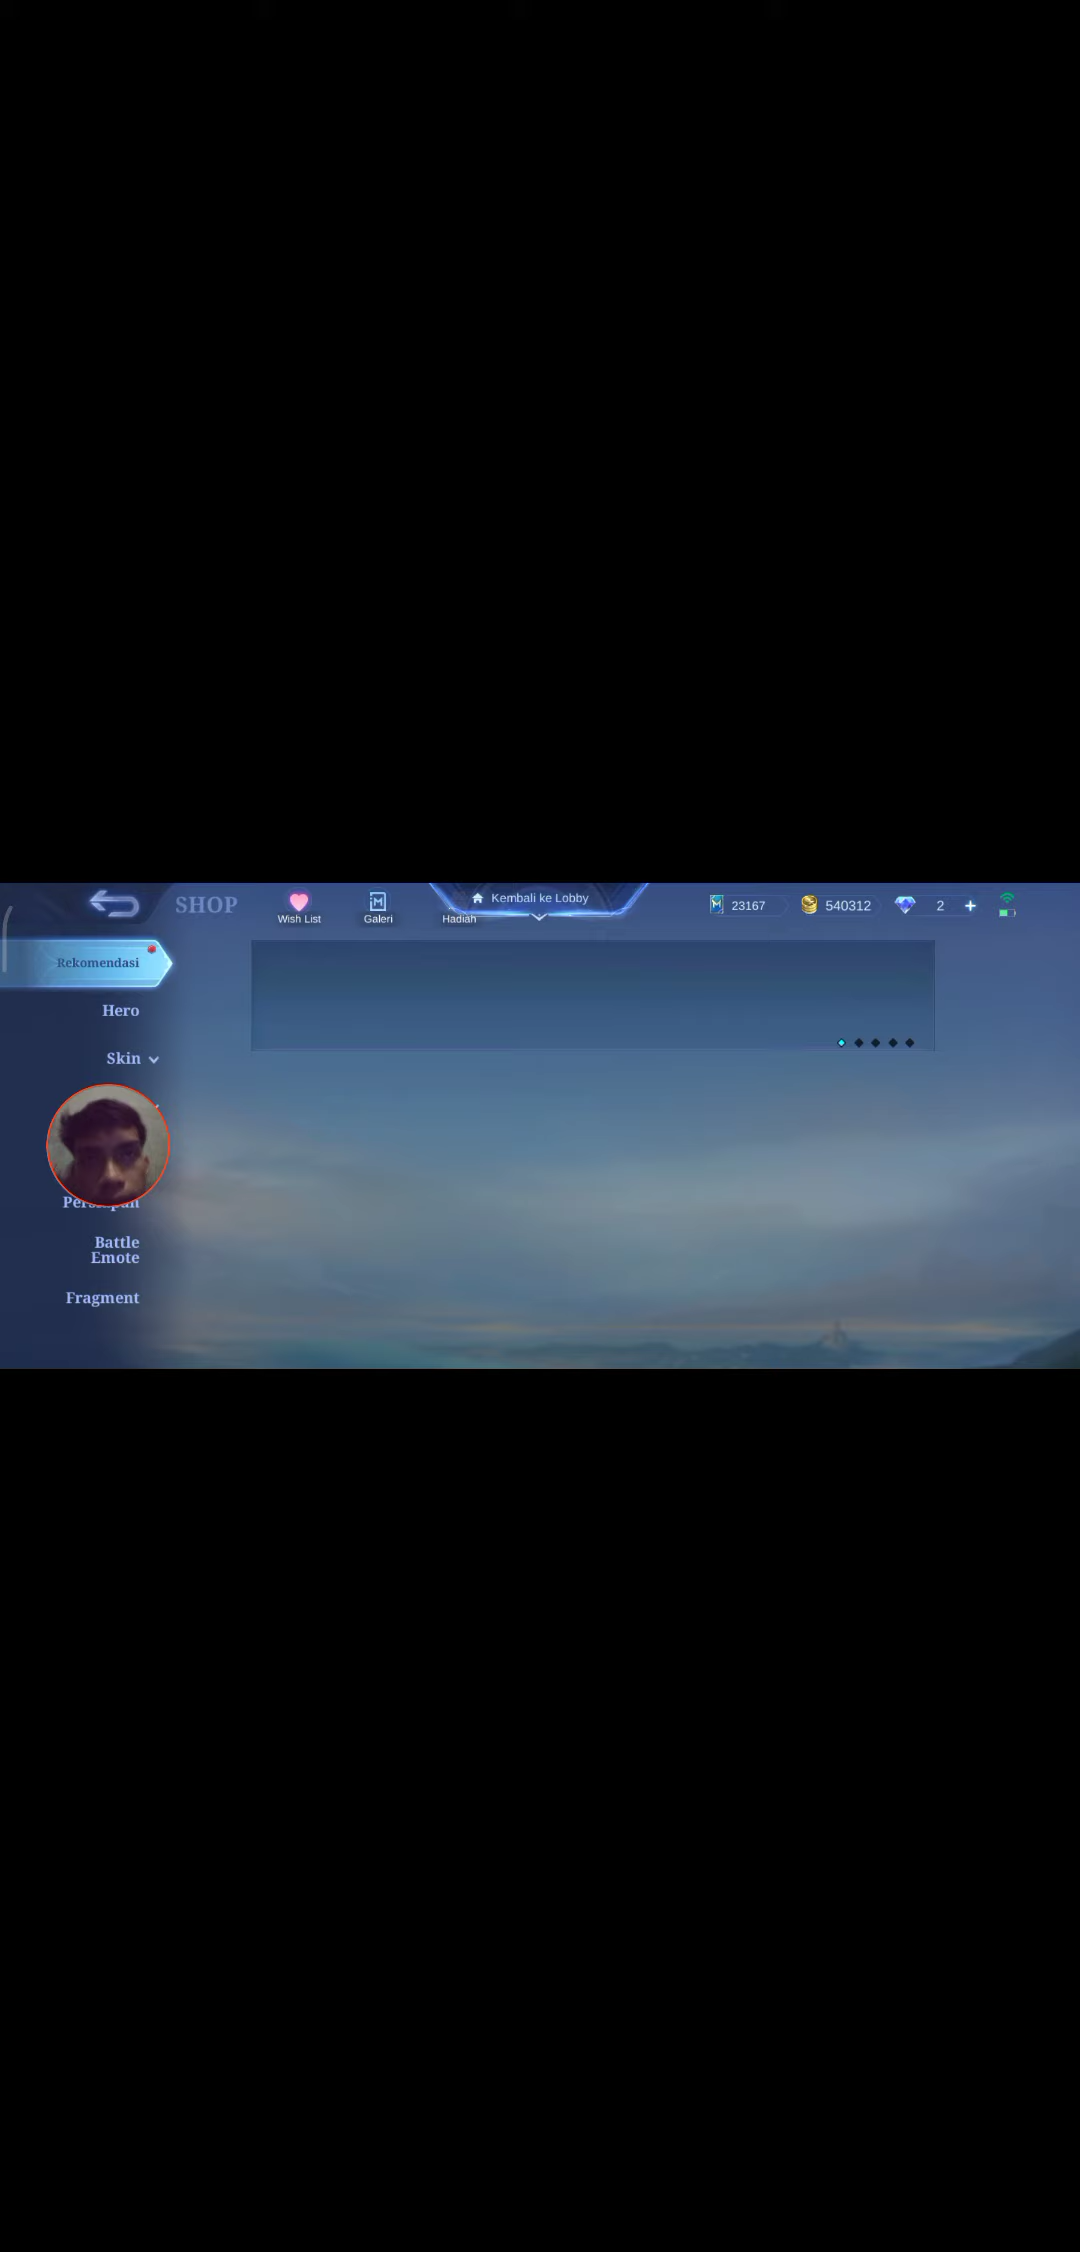 SHOP
Wish List
Galeri
Hadiah
Kembali ke Lobby
23167
540312
2
Rekomendasi
Hero
Skin
Battle
Emote
Fragment